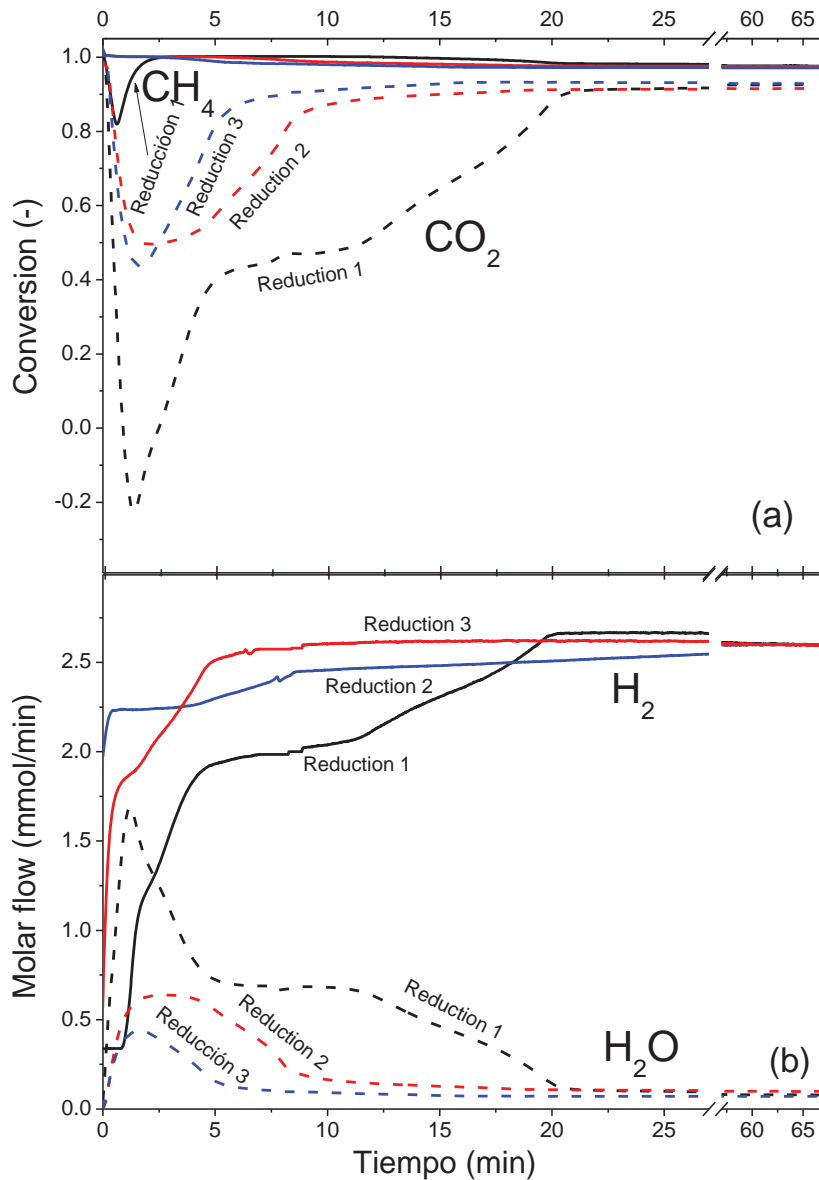 0 5 10 15 20 25 60 65
1.0
0.8
0.6
0.4
0.2
0.0
-0.2
Conversion (-)
CH4
Reduccióon 1
Reduction 3
Reduction 2
Reduction 1
CO2
(a)
2.5
2.0
1.5
1.0
0.5
0.0
Molar flow (mmol/min)
Reduction 3
Reduction 2
H2
Reduction 1
Reduction 1
Reduction 2
Reducción 3
H2O
(b)
0 5 10 15 20 25 60 65
Tiempo (min)